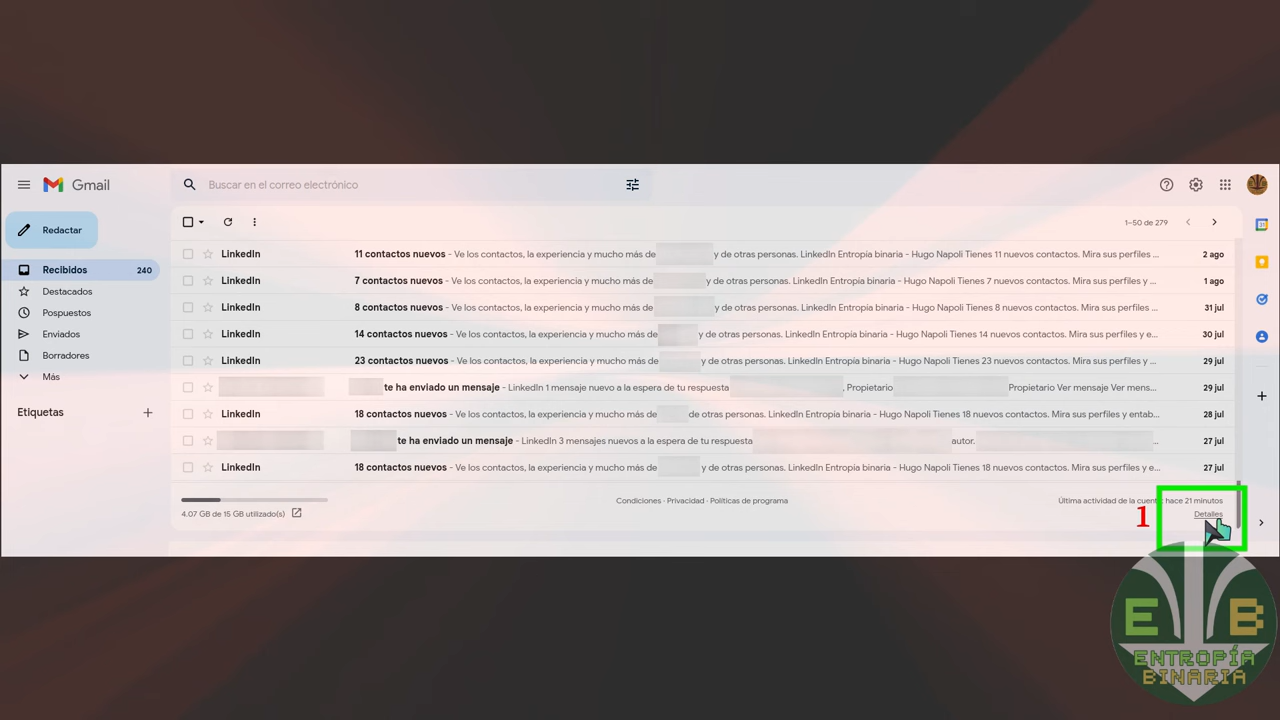 Gmail
Buscar en el correo electrónico
Redactar
1–50 de 279
Recibidos 240
Destacados
Pospuestos
Enviados
Borradores
Más
Etiquetas
LinkedIn 11 contactos nuevos - Ve los contactos, la experiencia y mucho más de y de otras personas. LinkedIn Entropía binaria - Hugo Napoli Tienes 11 nuevos contactos. Mira sus perfiles ... 2 ago
LinkedIn 7 contactos nuevos - Ve los contactos, la experiencia y mucho más de y de otras personas. LinkedIn Entropía binaria - Hugo Napoli Tienes 7 nuevos contactos. Mira sus perfiles y ... 1 ago
LinkedIn 8 contactos nuevos - Ve los contactos, la experiencia y mucho más de y de otras personas. LinkedIn Entropía binaria - Hugo Napoli Tienes 8 nuevos contactos. Mira sus perfiles y ... 31 jul
LinkedIn 14 contactos nuevos - Ve los contactos, la experiencia y mucho más de y de otras personas. LinkedIn Entropía binaria - Hugo Napoli Tienes 14 nuevos contactos. Mira sus perfiles y e... 30 jul
LinkedIn 23 contactos nuevos - Ve los contactos, la experiencia y mucho más de y de otras personas. LinkedIn Entropía binaria - Hugo Napoli Tienes 23 nuevos contactos. Mira sus perfiles y ... 29 jul
te ha enviado un mensaje - LinkedIn 1 mensaje nuevo a la espera de tu respuesta , Propietario Propietario Ver mensaje Ver mens... 29 jul
LinkedIn 18 contactos nuevos - Ve los contactos, la experiencia y mucho más de de otras personas. LinkedIn Entropía binaria - Hugo Napoli Tienes 18 nuevos contactos. Mira sus perfiles y entab... 28 jul
te ha enviado un mensaje - LinkedIn 3 mensajes nuevos a la espera de tu respuesta autor. ... 27 jul
LinkedIn 18 contactos nuevos - Ve los contactos, la experiencia y mucho más de y de otras personas. LinkedIn Entropía binaria - Hugo Napoli Tienes 18 nuevos contactos. Mira sus perfiles y e... 27 jul
4.07 GB de 15 GB utilizado(s)
Condiciones · Privacidad · Políticas de programa
Última actividad de la cuenta: hace 21 minutos
Detalles
1
E B
ENTROPÍA
BINARIA